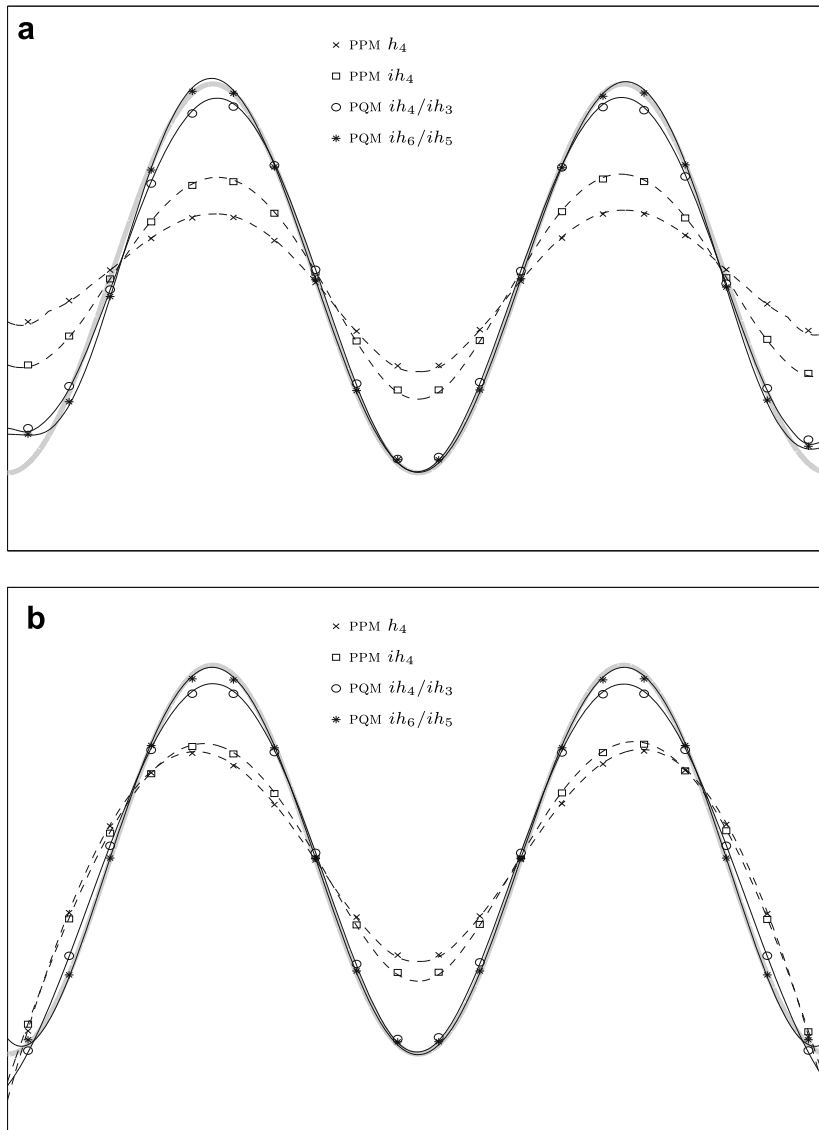 a
× PPM h₄
□ PPM ih₄
○ PQM ih₄/ih₃
* PQM ih₆/ih₅
b
× PPM h₄
□ PPM ih₄
○ PQM ih₄/ih₃
* PQM ih₆/ih₅